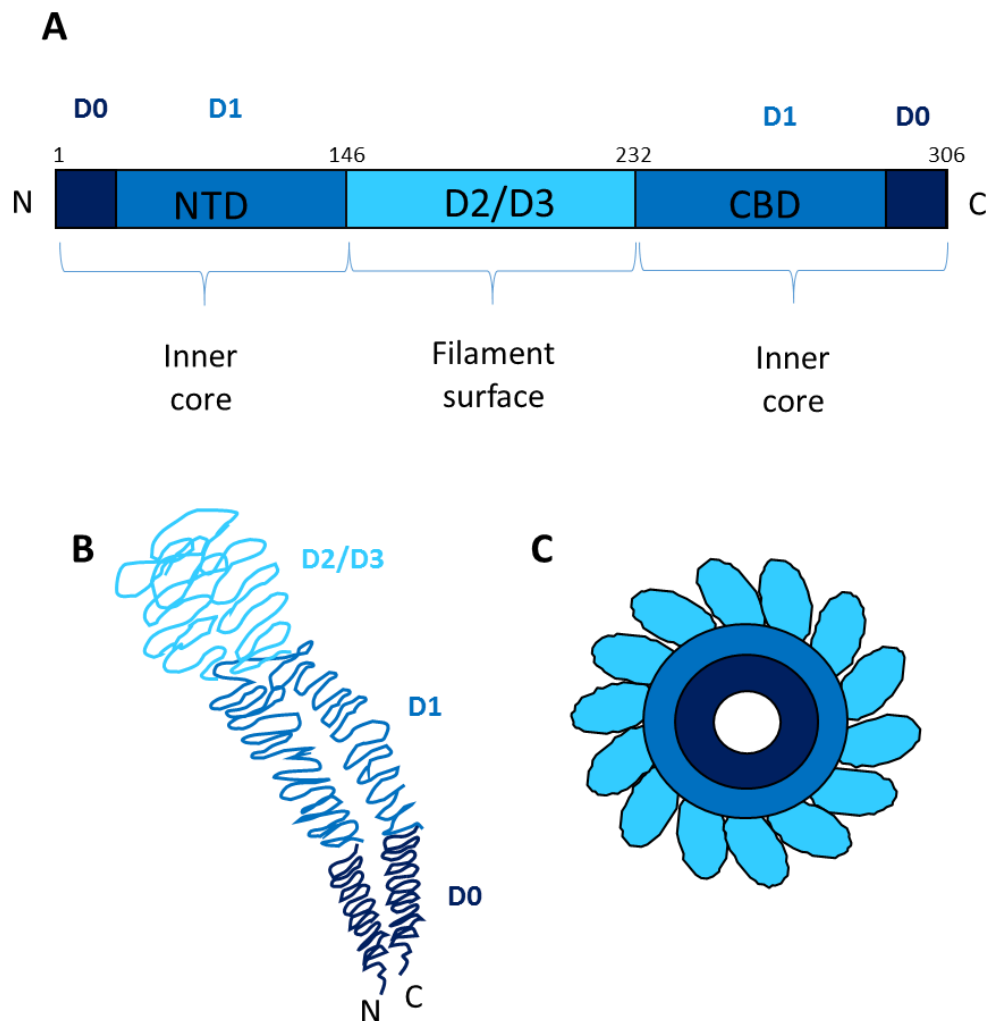 A
D0 D1 D1 D0
1 146 232 306
N NTD D2/D3 CBD C
Inner
core
Filament
surface
Inner
core
B
D2/D3
D1
D0
N C
C